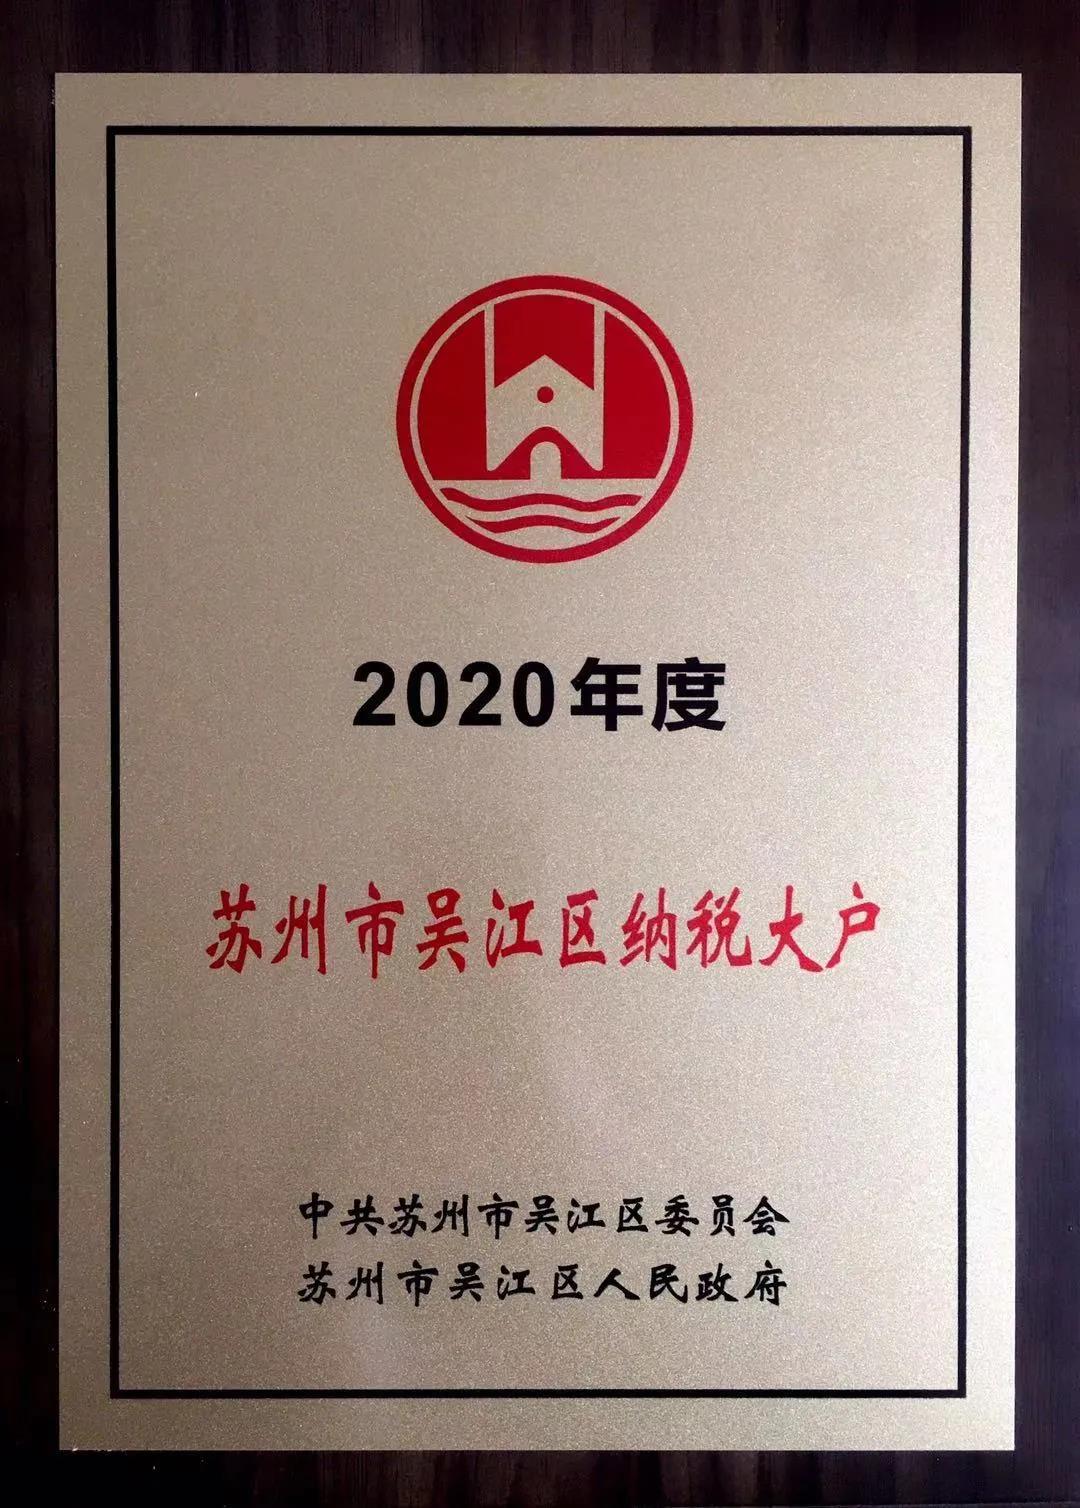 2020年度
苏州市吴江区纳税大户
中共苏州市吴江区委员会
苏州市吴江区人民政府